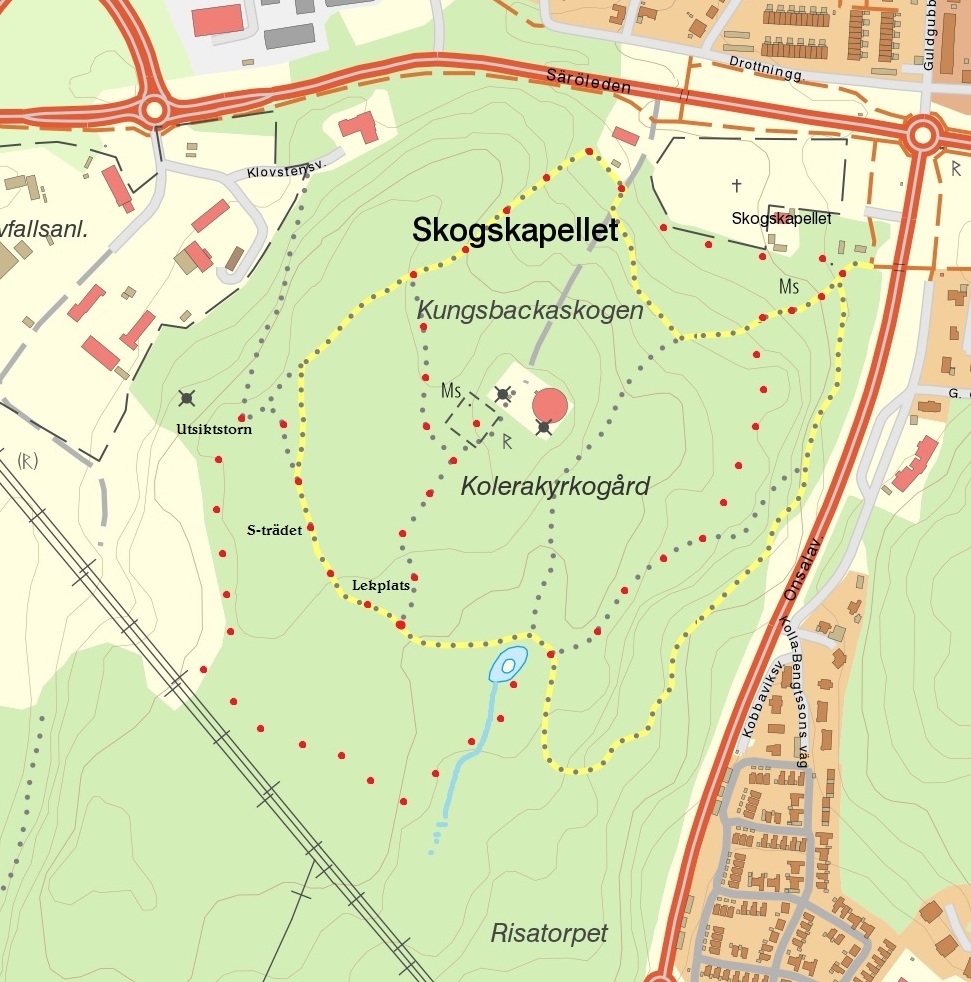 Guldgubb
Drottningg.
Säröleden
R
Klovstensv.
Skogskapellet
vfallsanl.
Skogskapellet
Ms
Kungsbackaskogen
Ms
G.
Utsiktstorn
R
(R)
Kolerakyrkogård
S-trädet
Lekplats
Onsalav.
Kolla-Bengtssons väg
Kobbaviksv.
Risatorpet